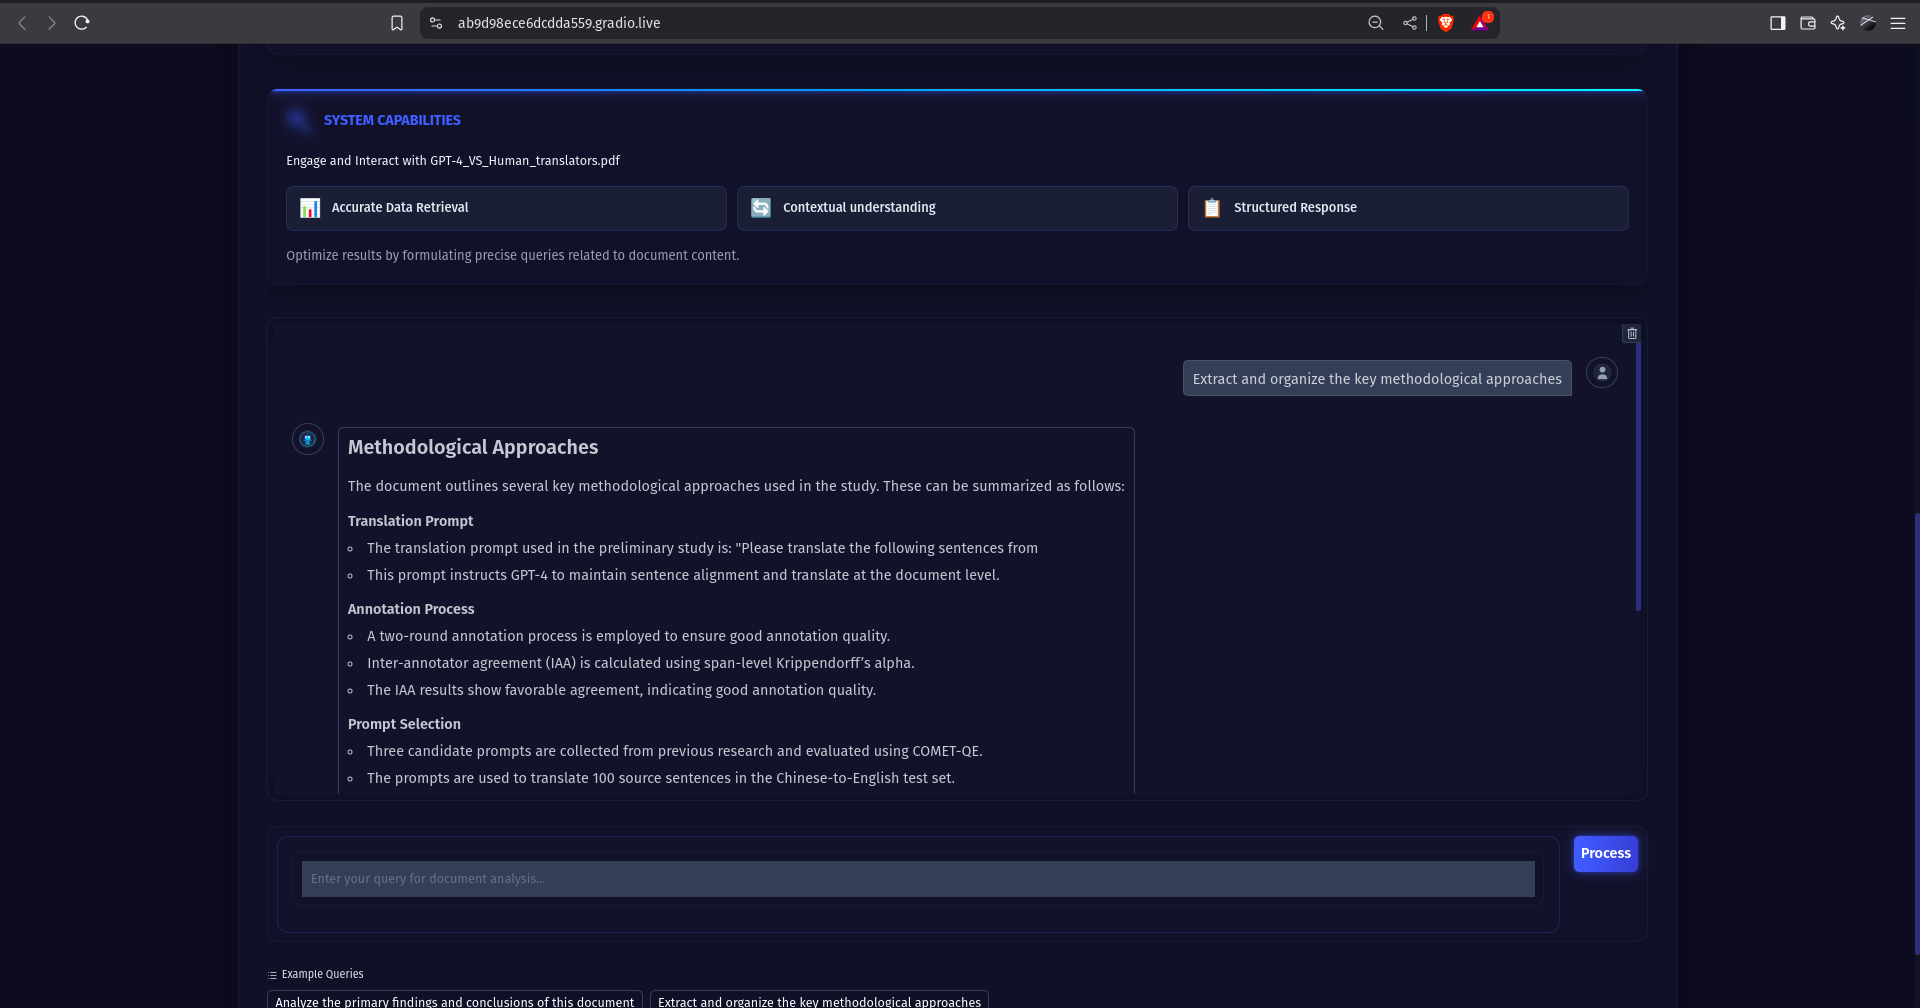 ab9d98ece6dcdda559.gradio.live
1
SYSTEM CAPABILITIES
Engage and Interact with GPT-4_VS_Human_translators.pdf
Accurate Data Retrieval
Contextual understanding
Structured Response
Optimize results by formulating precise queries related to document content.
Extract and organize the key methodological approaches
Methodological Approaches
The document outlines several key methodological approaches used in the study. These can be summarized as follows:
Translation Prompt
The translation prompt used in the preliminary study is: "Please translate the following sentences from
This prompt instructs GPT-4 to maintain sentence alignment and translate at the document level.
Annotation Process
A two-round annotation process is employed to ensure good annotation quality.
Inter-annotator agreement (IAA) is calculated using span-level Krippendorff’s alpha.
The IAA results show favorable agreement, indicating good annotation quality.
Prompt Selection
Three candidate prompts are collected from previous research and evaluated using COMET-QE.
The prompts are used to translate 100 source sentences in the Chinese-to-English test set.
Enter your query for document analysis...
Process
Example Queries
Analyze the primary findings and conclusions of this document
Extract and organize the key methodological approaches